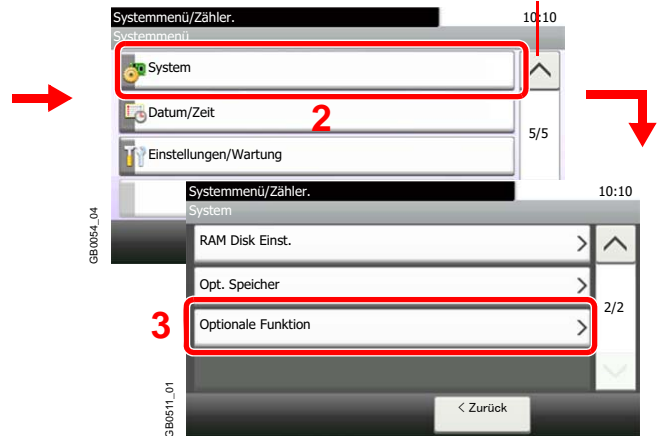 Systemmenü/Zähler.
10:10
Systemmenü
System
Datum/Zeit
2
5/5
Einstellungen/Wartung
GB0054_04
Systemmenü/Zähler.
10:10
System
RAM Disk Einst.
Opt. Speicher
2/2
3
Optionale Funktion
GB0511_01
< Zurück